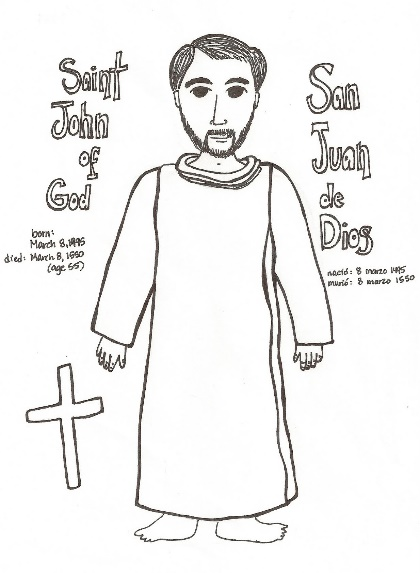 Saint
John
of
God
born:
March 8, 1495
died: March 8, 1550
(age 55)
San
Juan
de
Dios
nació: 8 marzo 1495
murió: 8 marzo 1550